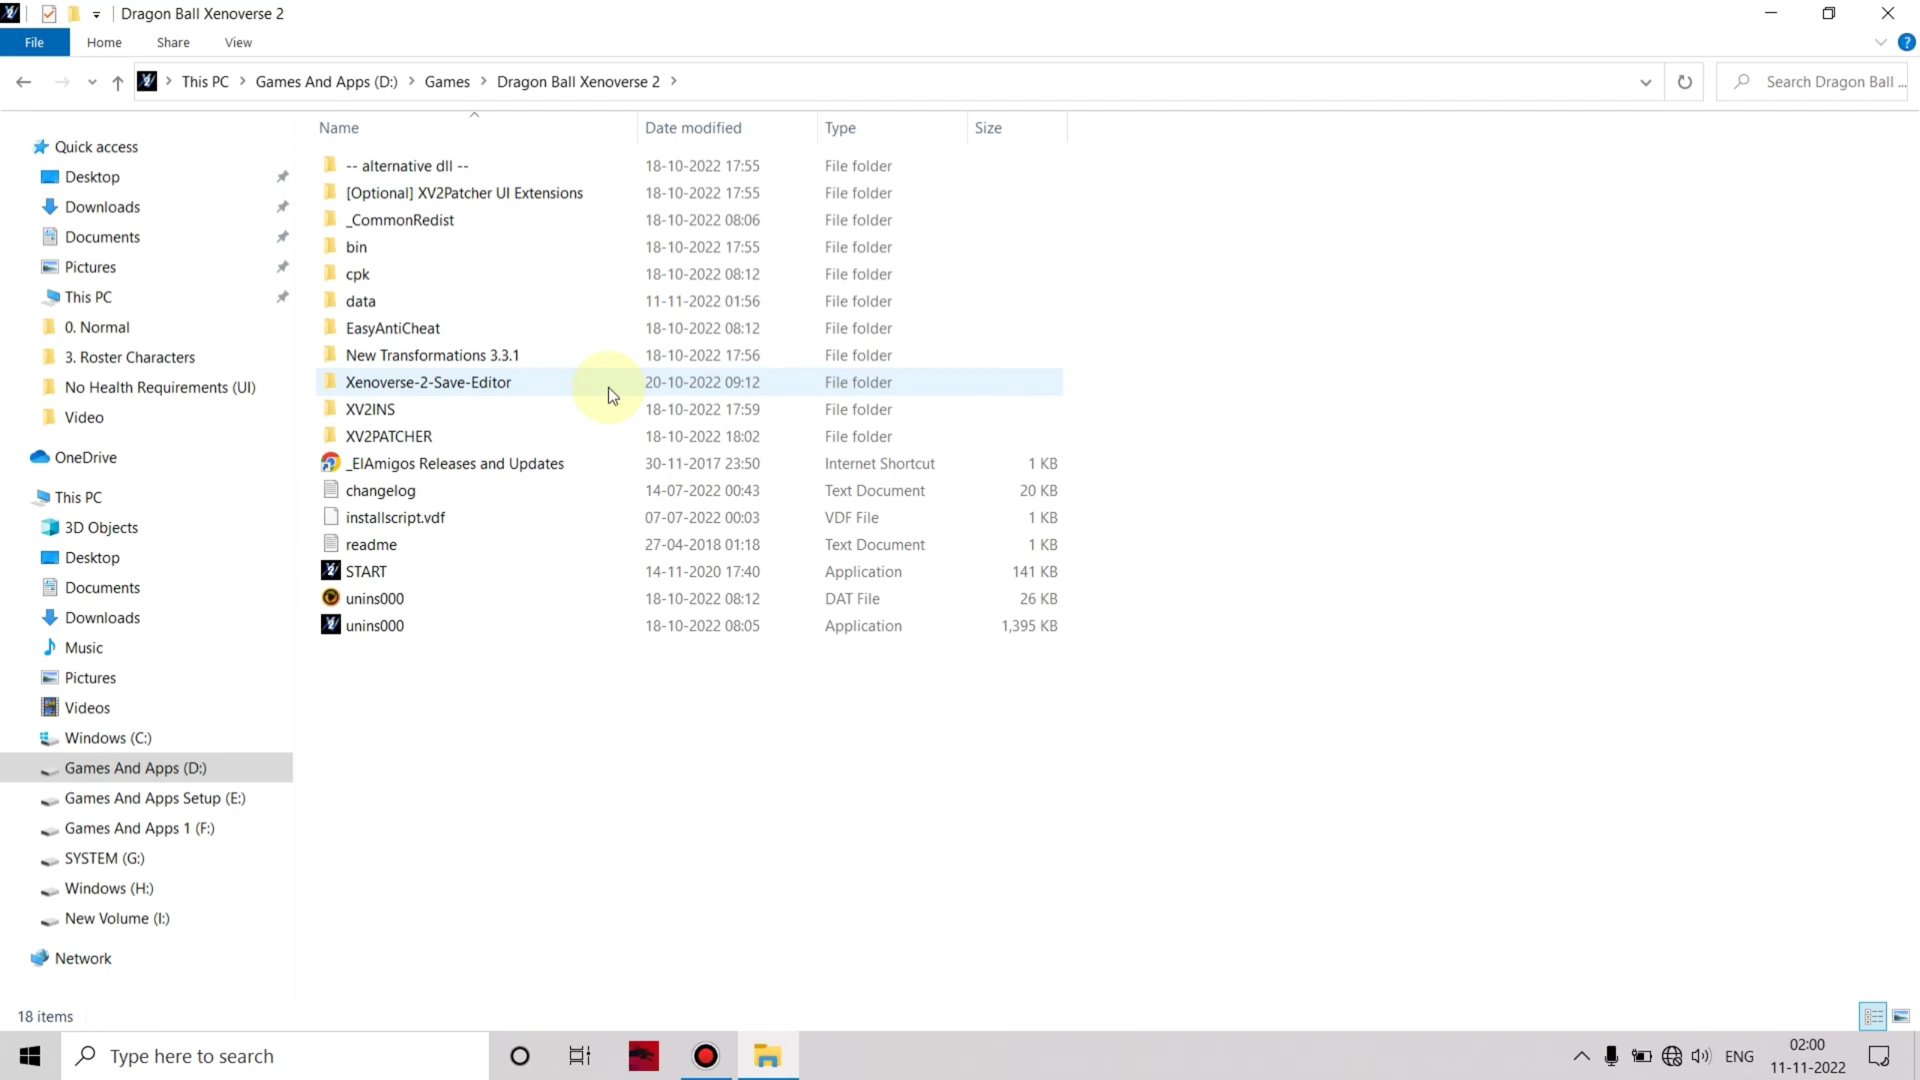 Dragon Ball Xenoverse 2
File Home Share View
This PC Games And Apps (D:) Games Dragon Ball Xenoverse 2
Search Dragon Ball ...
Quick access
Desktop
Downloads
Documents
Pictures
This PC
0. Normal
3. Roster Characters
No Health Requirements (UI)
Video
OneDrive
This PC
3D Objects
Desktop
Documents
Downloads
Music
Pictures
Videos
Windows (C:)
Games And Apps (D:)
Games And Apps Setup (E:)
Games And Apps 1 (F:)
SYSTEM (G:)
Windows (H:)
New Volume (I:)
Network
Name Date modified Type Size
-- alternative dll -- 18-10-2022 17:55 File folder
[Optional] XV2Patcher UI Extensions 18-10-2022 17:55 File folder
_CommonRedist 18-10-2022 08:06 File folder
bin 18-10-2022 17:55 File folder
cpk 18-10-2022 08:12 File folder
data 11-11-2022 01:56 File folder
EasyAntiCheat 18-10-2022 08:12 File folder
New Transformations 3.3.1 18-10-2022 17:56 File folder
Xenoverse-2-Save-Editor 20-10-2022 09:12 File folder
XV2INS 18-10-2022 17:59 File folder
XV2PATCHER 18-10-2022 18:02 File folder
_ElAmigos Releases and Updates 30-11-2017 23:50 Internet Shortcut 1 KB
changelog 14-07-2022 00:43 Text Document 20 KB
installscript.vdf 07-07-2022 00:03 VDF File 1 KB
readme 27-04-2018 01:18 Text Document 1 KB
START 14-11-2020 17:40 Application 141 KB
unins000 18-10-2022 08:12 DAT File 26 KB
unins000 18-10-2022 08:05 Application 1,395 KB
18 items
Type here to search
ENG
02:00
11-11-2022